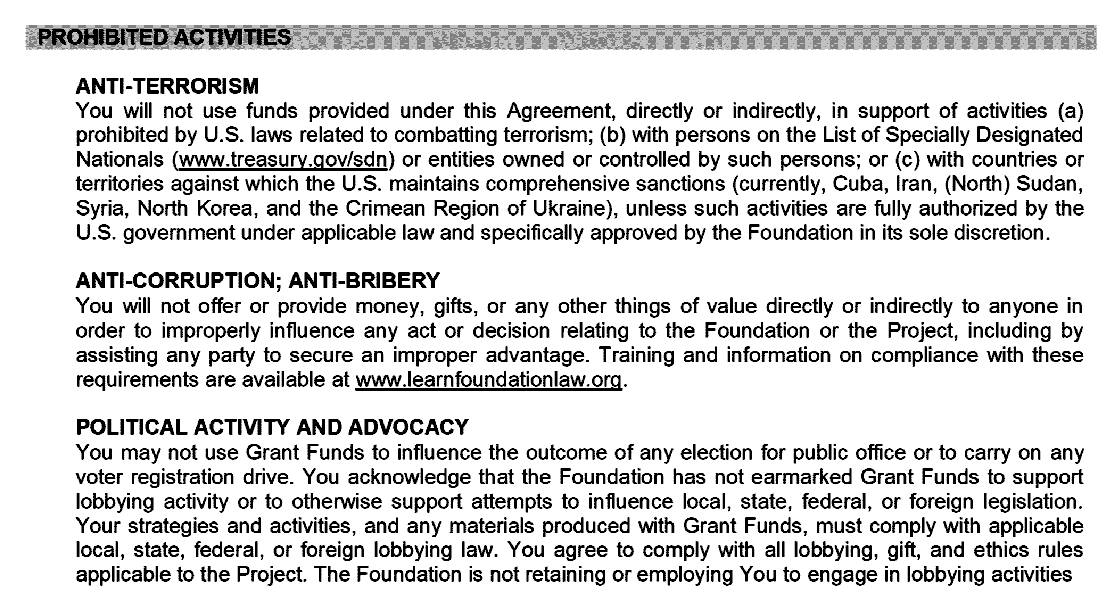 PROHIBITED ACTIVITIES
ANTI-TERRORISM
You will not use funds provided under this Agreement, directly or indirectly, in support of activities (a)
prohibited by U.S. laws related to combatting terrorism; (b) with persons on the List of Specially Designated
Nationals (www.treasury.gov/sdn) or entities owned or controlled by such persons; or (c) with countries or
territories against which the U.S. maintains comprehensive sanctions (currently, Cuba, Iran, (North) Sudan,
Syria, North Korea, and the Crimean Region of Ukraine), unless such activities are fully authorized by the
U.S. government under applicable law and specifically approved by the Foundation in its sole discretion.
ANTI-CORRUPTION; ANTI-BRIBERY
You will not offer or provide money, gifts, or any other things of value directly or indirectly to anyone in
order to improperly influence any act or decision relating to the Foundation or the Project, including by
assisting any party to secure an improper advantage. Training and information on compliance with these
requirements are available at www.learnfoundationlaw.org.
POLITICAL ACTIVITY AND ADVOCACY
You may not use Grant Funds to influence the outcome of any election for public office or to carry on any
voter registration drive. You acknowledge that the Foundation has not earmarked Grant Funds to support
lobbying activity or to otherwise support attempts to influence local, state, federal, or foreign legislation.
Your strategies and activities, and any materials produced with Grant Funds, must comply with applicable
local, state, federal, or foreign lobbying law. You agree to comply with all lobbying, gift, and ethics rules
applicable to the Project. The Foundation is not retaining or employing You to engage in lobbying activities